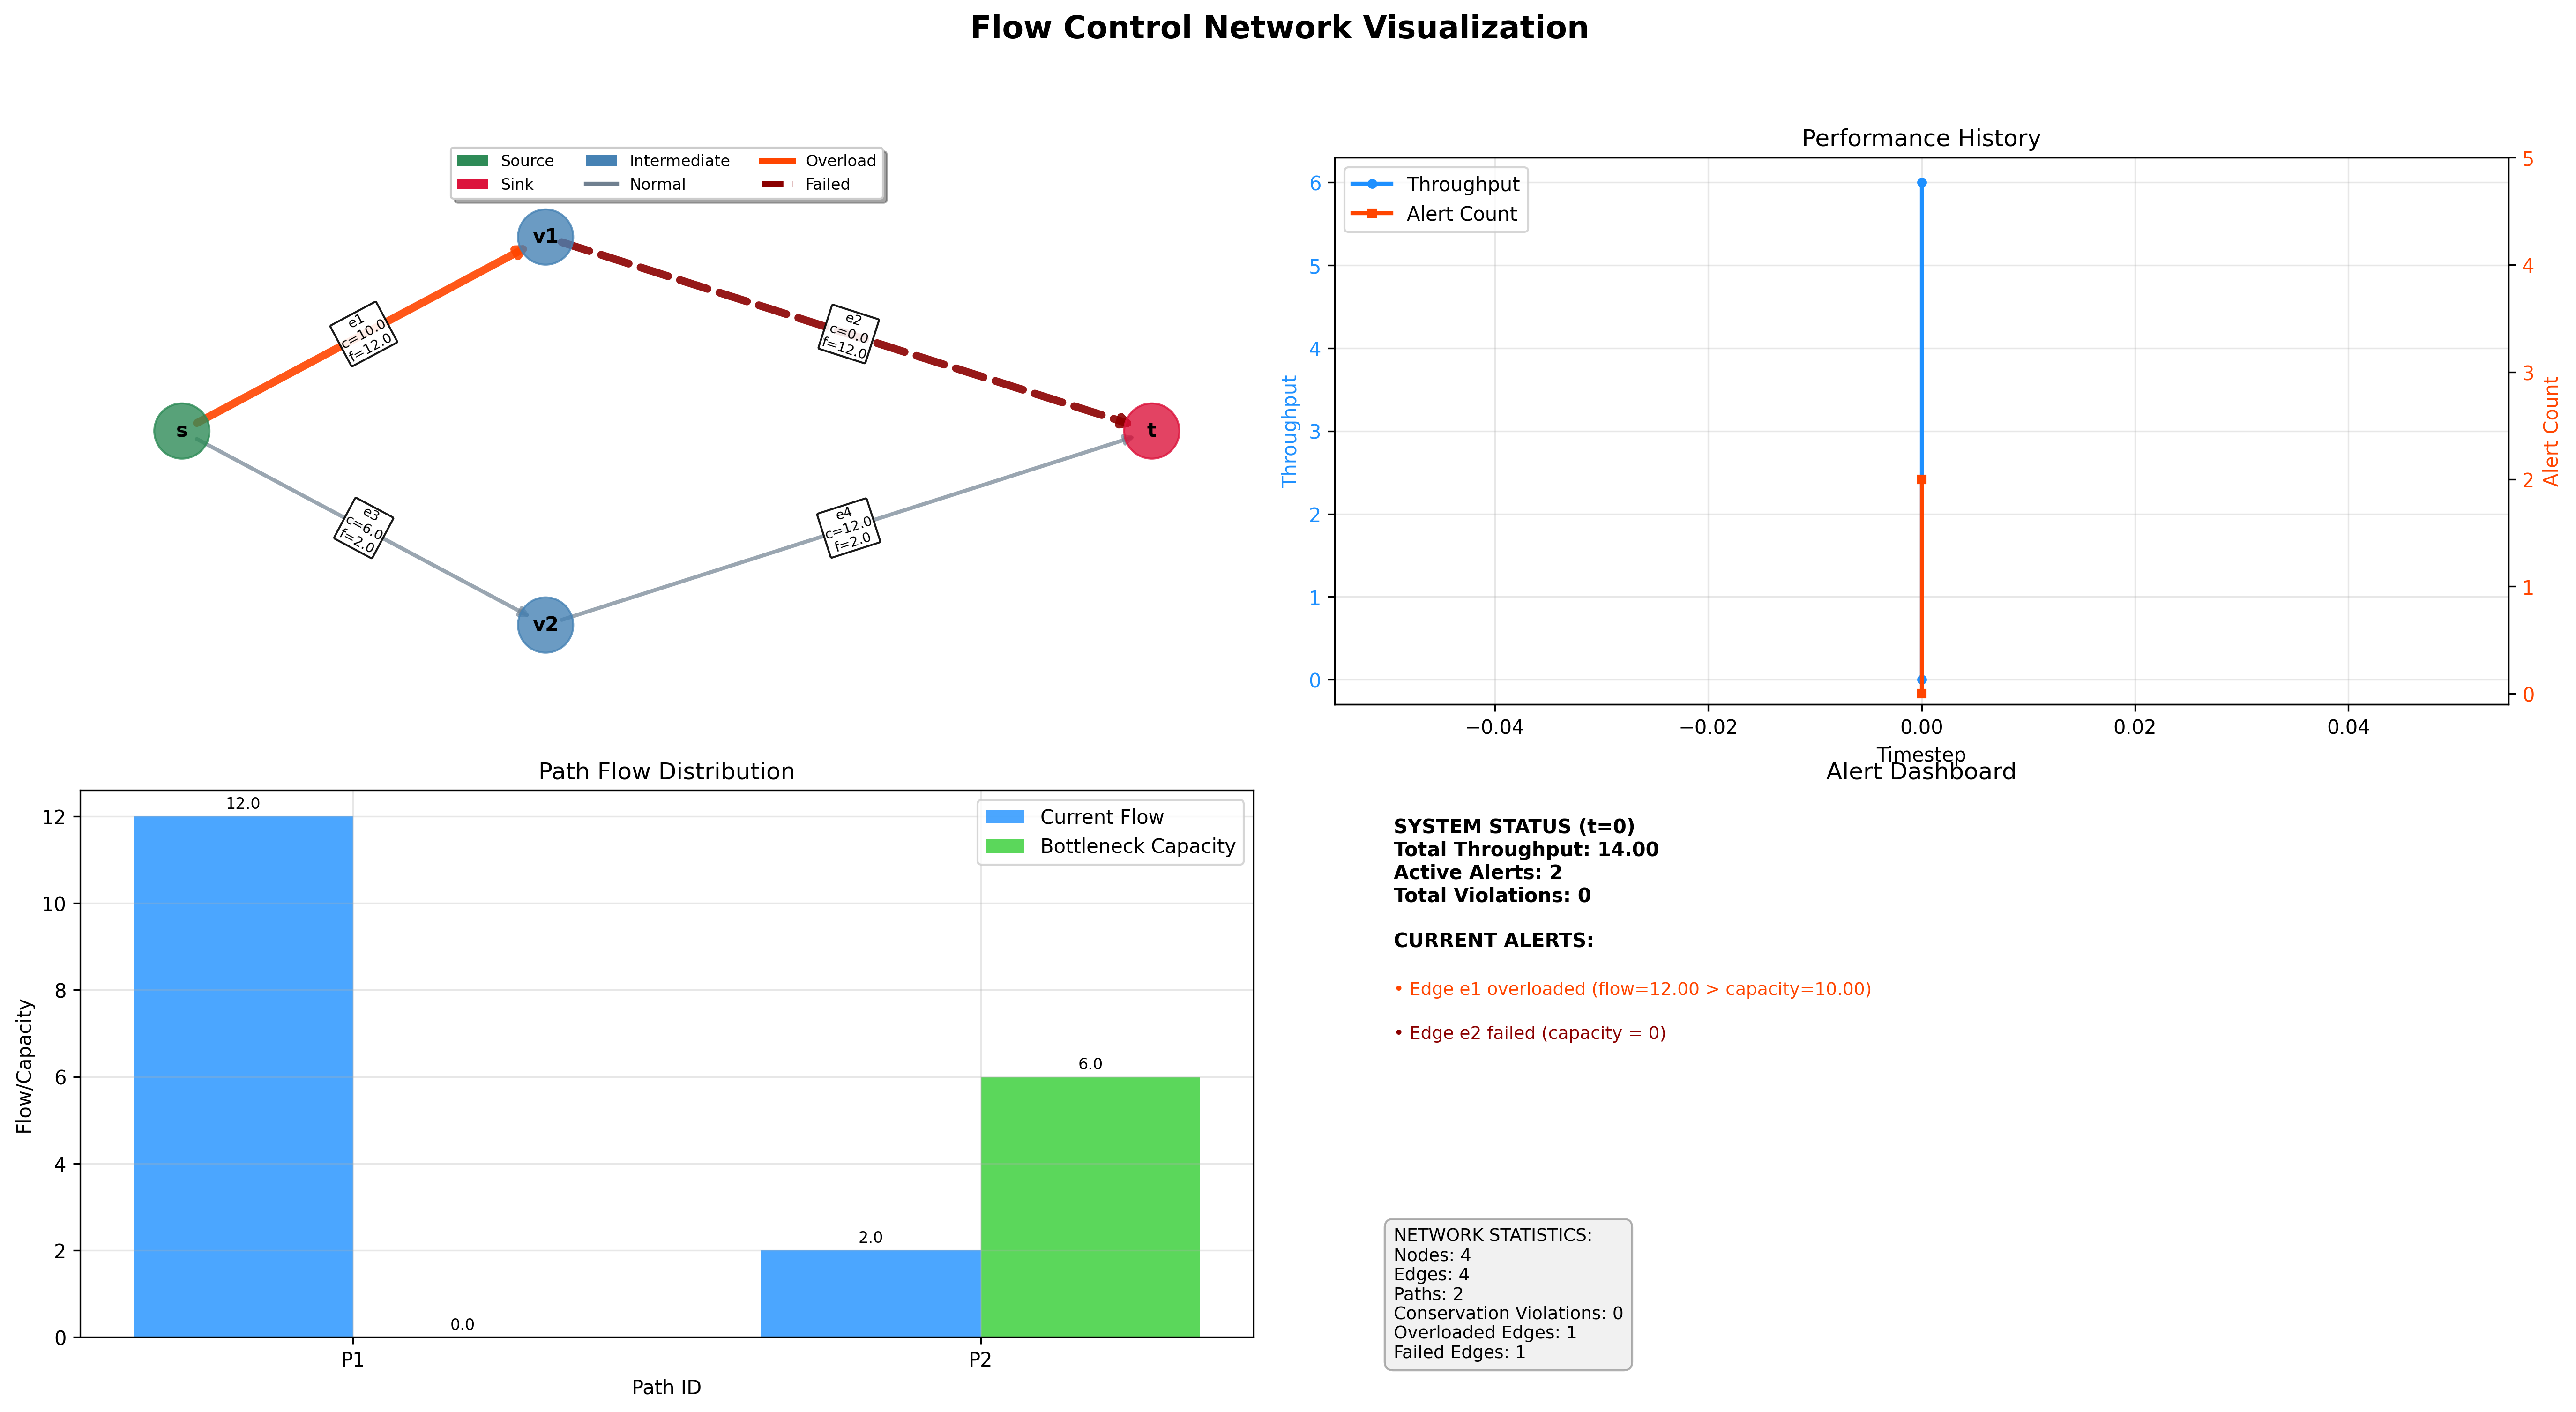 Flow Control Network Visualization
Source
Intermediate
Overload
Sink
Normal
Failed
v1
e1
c=10.0
f=12.0
e2
c=0.0
f=12.0
s
t
e3
c=6.0
f=2.0
e4
c=12.0
f=2.0
v2
Performance History
Throughput
Alert Count
6
5
4
3
2
1
0
Throughput
5
4
3
2
1
0
Alert Count
−0.04
−0.02
0.00
0.02
0.04
Timestep
Path Flow Distribution
Current Flow
Bottleneck Capacity
12
10
8
6
4
2
0
Flow/Capacity
12.0
0.0
2.0
6.0
P1
P2
Path ID
Alert Dashboard
SYSTEM STATUS (t=0)
Total Throughput: 14.00
Active Alerts: 2
Total Violations: 0
CURRENT ALERTS:
• Edge e1 overloaded (flow=12.00 > capacity=10.00)
• Edge e2 failed (capacity = 0)
NETWORK STATISTICS:
Nodes: 4
Edges: 4
Paths: 2
Conservation Violations: 0
Overloaded Edges: 1
Failed Edges: 1